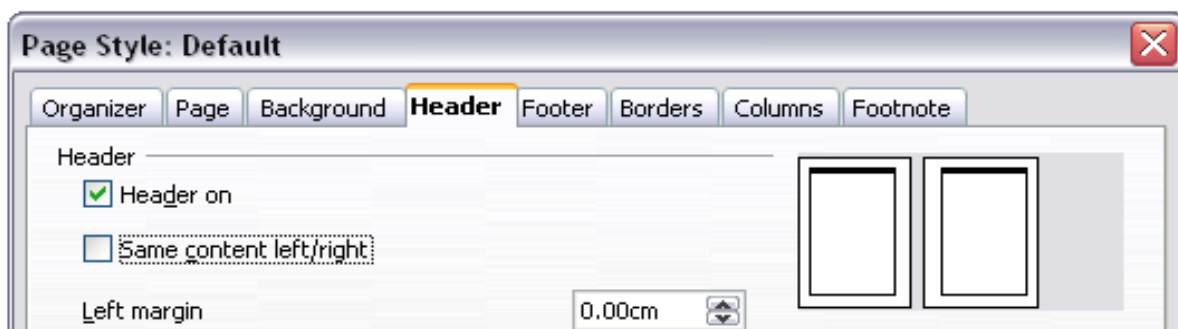 Page Style: Default
Organizer Page Background Header Footer Borders Columns Footnote
Header
Header on
Same content left/right
Left margin 0.00cm